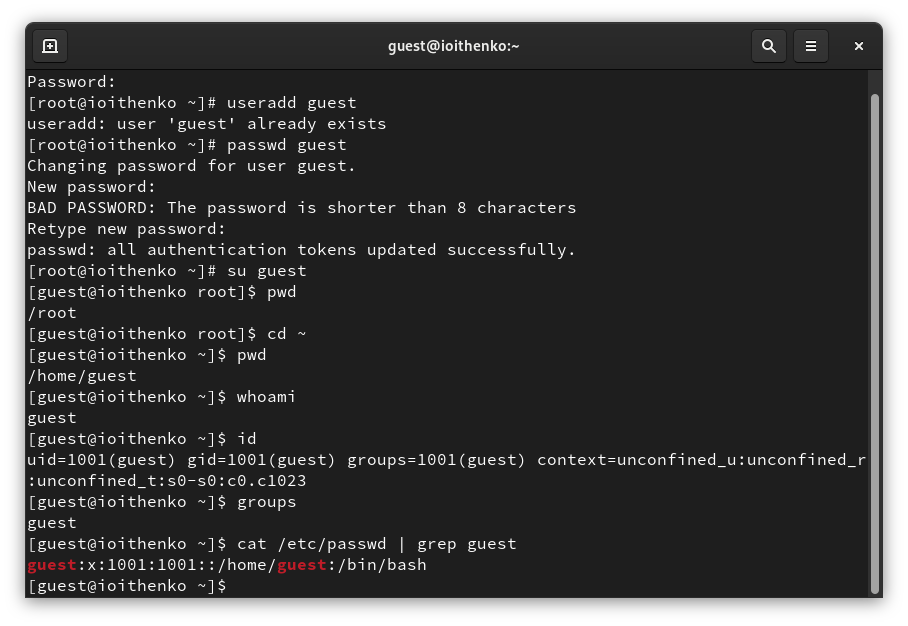 guest@ioithenko:~
Password:
[root@ioithenko ~]# useradd guest
useradd: user 'guest' already exists
[root@ioithenko ~]# passwd guest
Changing password for user guest.
New password:
BAD PASSWORD: The password is shorter than 8 characters
Retype new password:
passwd: all authentication tokens updated successfully.
[root@ioithenko ~]# su guest
[guest@ioithenko root]$ pwd
/root
[guest@ioithenko root]$ cd ~
[guest@ioithenko ~]$ pwd
/home/guest
[guest@ioithenko ~]$ whoami
guest
[guest@ioithenko ~]$ id
uid=1001(guest) gid=1001(guest) groups=1001(guest) context=unconfined_u:unconfined_r
:unconfined_t:s0-s0:c0.c1023
[guest@ioithenko ~]$ groups
guest
[guest@ioithenko ~]$ cat /etc/passwd | grep guest
guest:x:1001:1001::/home/guest:/bin/bash
[guest@ioithenko ~]$